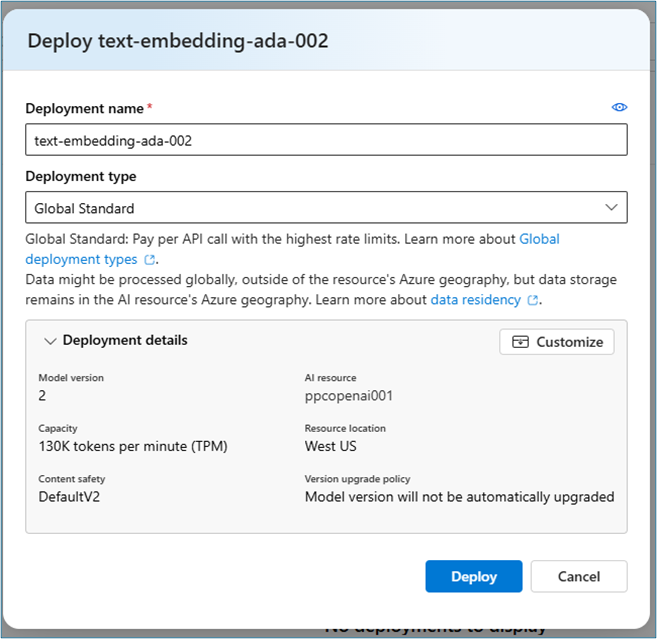 Deploy text-embedding-ada-002
Deployment name *
text-embedding-ada-002
Deployment type
Global Standard
Global Standard: Pay per API call with the highest rate limits. Learn more about Global
deployment types.
Data might be processed globally, outside of the resource's Azure geography, but data storage
remains in the AI resource's Azure geography. Learn more about data residency.
Deployment details
Customize
Model version
AI resource
2
ppcopenai001
Capacity
Resource location
130K tokens per minute (TPM)
West US
Content safety
Version upgrade policy
DefaultV2
Model version will not be automatically upgraded
Deploy
Cancel
No deployments to display